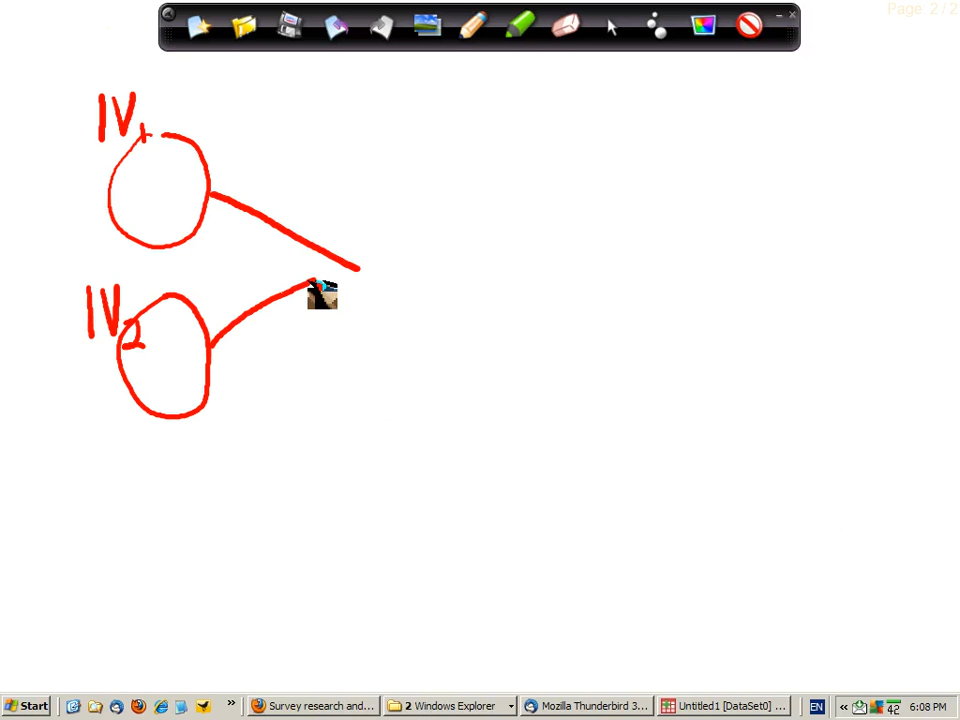 Page: 2 / 2
IV1
IV2
Start
»
Survey research and...
2 Windows Explorer
Mozilla Thunderbird 3...
Untitled1 [DataSet0] ...
EN
«
42
6:08 PM